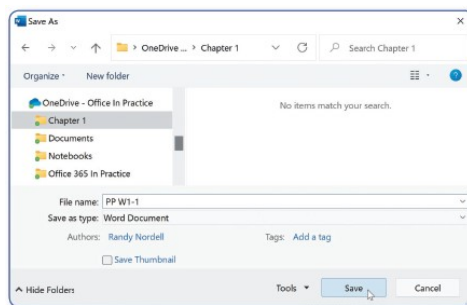 Save As
OneDrive ... Chapter 1
Search Chapter 1
Organize New folder
OneDrive - Office In Practice
Chapter 1
Documents
Notebooks
Office 365 In Practice
No items match your search.
File name: PP W1-1
Save as type: Word Document
Authors: Randy Nordell Tags: Add a tag
Save Thumbnail
Hide Folders Tools Save Cancel